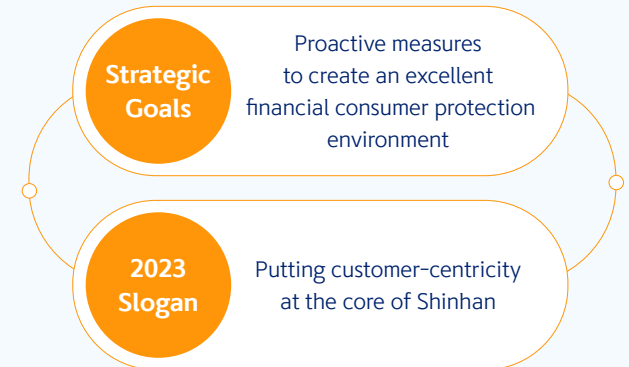 Strategic
Goals
Proactive measures
to create an excellent
financial consumer protection
environment
2023
Slogan
Putting customer-centricity
at the core of Shinhan